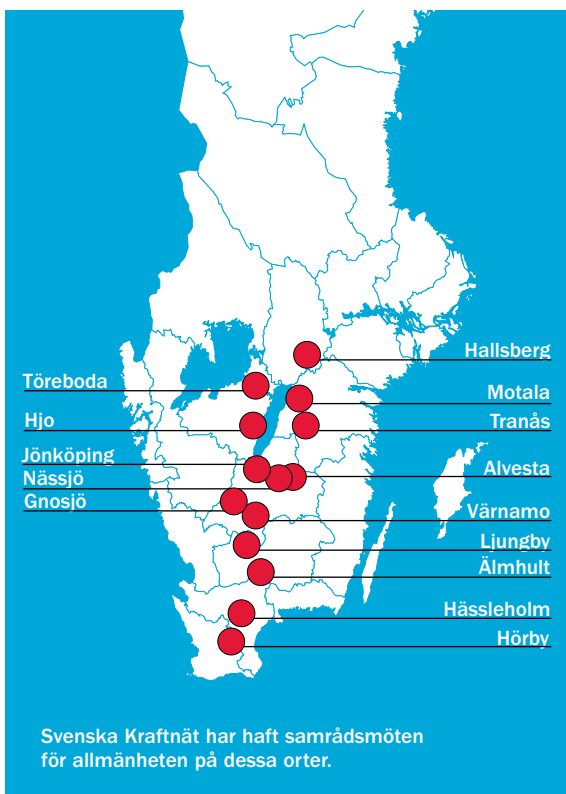 Hallsberg
Töreboda
Motala
Hjo
Tranås
Jönköping
Alvesta
Nässjö
Gnosjö
Värnamo
Ljungby
Älmhult
Hässleholm
Hörby
Svenska Kraftnät har haft samrådsmöten
för allmänheten på dessa orter.